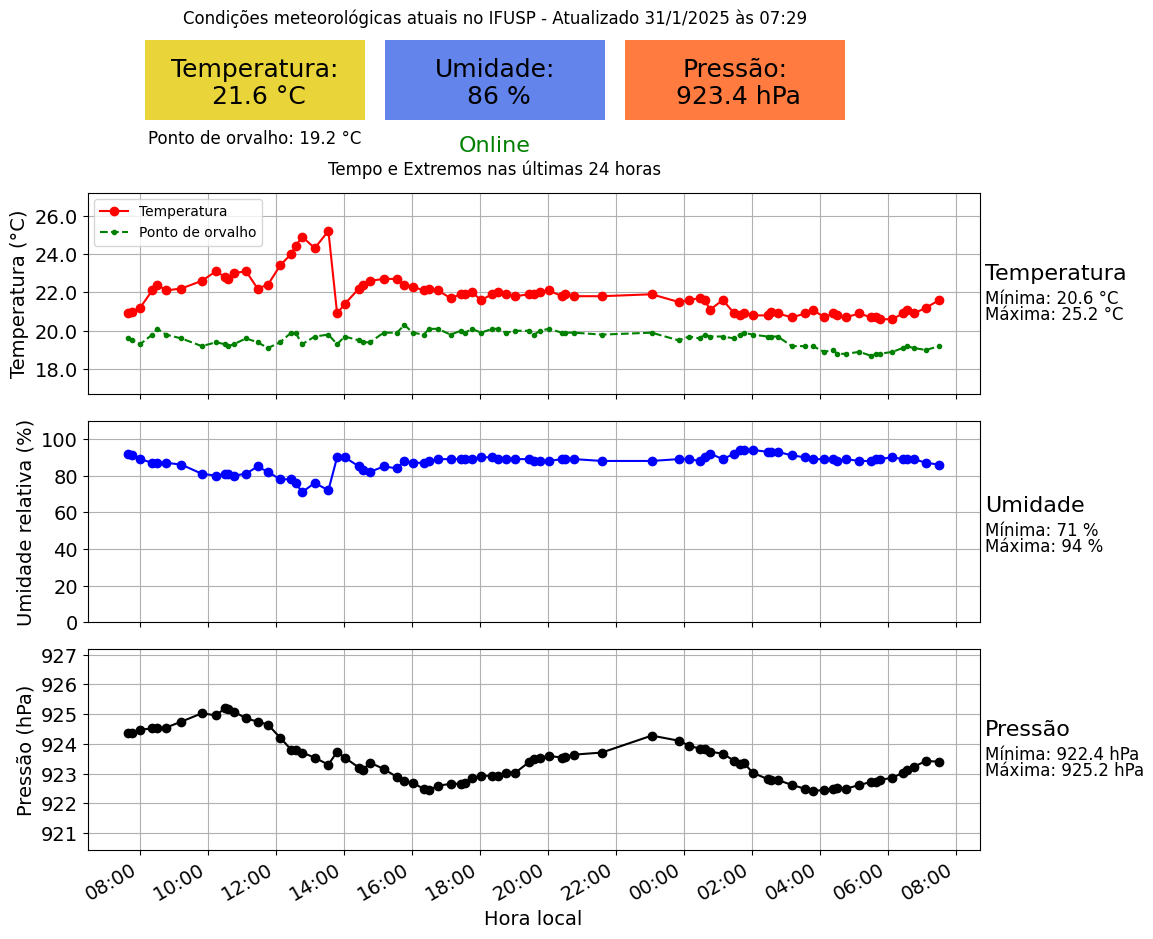 Condições meteorológicas atuais no IFUSP - Atualizado 31/1/2025 às 07:29
Temperatura:
21.6 °C
Umidade:
86 %
Pressão:
923.4 hPa
Ponto de orvalho: 19.2 °C
Online
Tempo e Extremos nas últimas 24 horas
Temperatura (°C)
26.0
24.0
22.0
20.0
18.0
Temperatura
Ponto de orvalho
Temperatura
Mínima: 20.6 °C
Máxima: 25.2 °C
Umidade relativa (%)
100
80
60
40
20
0
Umidade
Mínima: 71 %
Máxima: 94 %
Pressão (hPa)
927
926
925
924
923
922
921
Pressão
Mínima: 922.4 hPa
Máxima: 925.2 hPa
08:00 10:00 12:00 14:00 16:00 18:00 20:00 22:00 00:00 02:00 04:00 06:00 08:00
Hora local